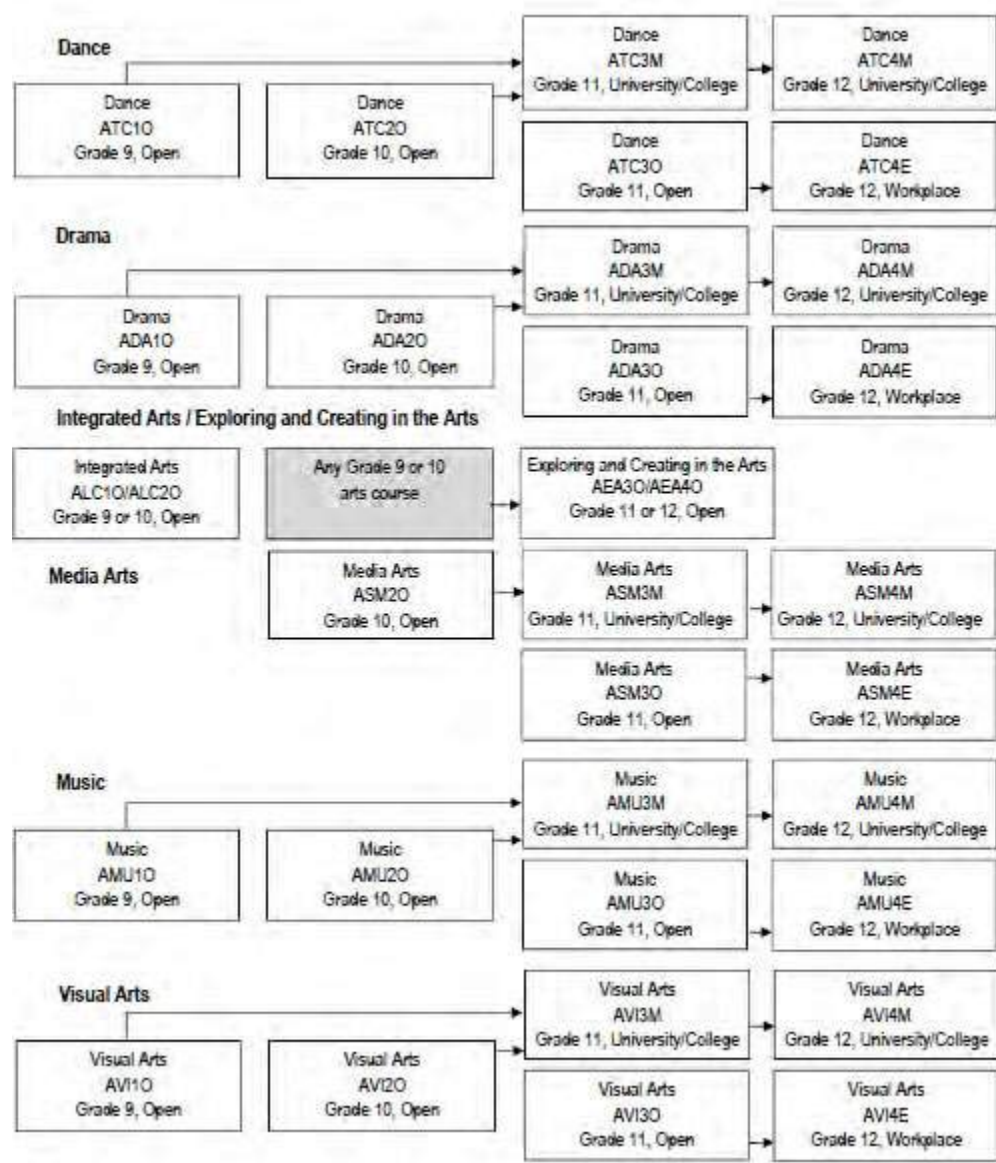 Dance
Dance
ATC1O
Grade 9, Open
Dance
ATC2O
Grade 10, Open
Dance
ATC3M
Grade 11, University/College
Dance
ATC4M
Grade 12, University/College
Dance
ATC3O
Grade 11, Open
Dance
ATC4E
Grade 12, Workplace
Drama
Drama
ADA1O
Grade 9, Open
Drama
ADA2O
Grade 10, Open
Drama
ADA3M
Grade 11, University/College
Drama
ADA4M
Grade 12, University/College
Drama
ADA3O
Grade 11, Open
Drama
ADA4E
Grade 12, Workplace
Integrated Arts / Exploring and Creating in the Arts
Integrated Arts
ALC1O/ALC2O
Grade 9 or 10, Open
Any Grade 9 or 10
arts course
Exploring and Creating in the Arts
AEA3O/AEA4O
Grade 11 or 12, Open
Media Arts
Media Arts
ASM2O
Grade 10, Open
Media Arts
ASM3M
Grade 11, University/College
Media Arts
ASM4M
Grade 12, University/College
Media Arts
ASM3O
Grade 11, Open
Media Arts
ASM4E
Grade 12, Workplace
Music
Music
AMU1O
Grade 9, Open
Music
AMU2O
Grade 10, Open
Music
AMU3M
Grade 11, University/College
Music
AMU4M
Grade 12, University/College
Music
AMU3O
Grade 11, Open
Music
AMU4E
Grade 12, Workplace
Visual Arts
Visual Arts
AVI1O
Grade 9, Open
Visual Arts
AVI2O
Grade 10, Open
Visual Arts
AVI3M
Grade 11, University/College
Visual Arts
AVI4M
Grade 12, University/College
Visual Arts
AVI3O
Grade 11, Open
Visual Arts
AVI4E
Grade 12, Workplace